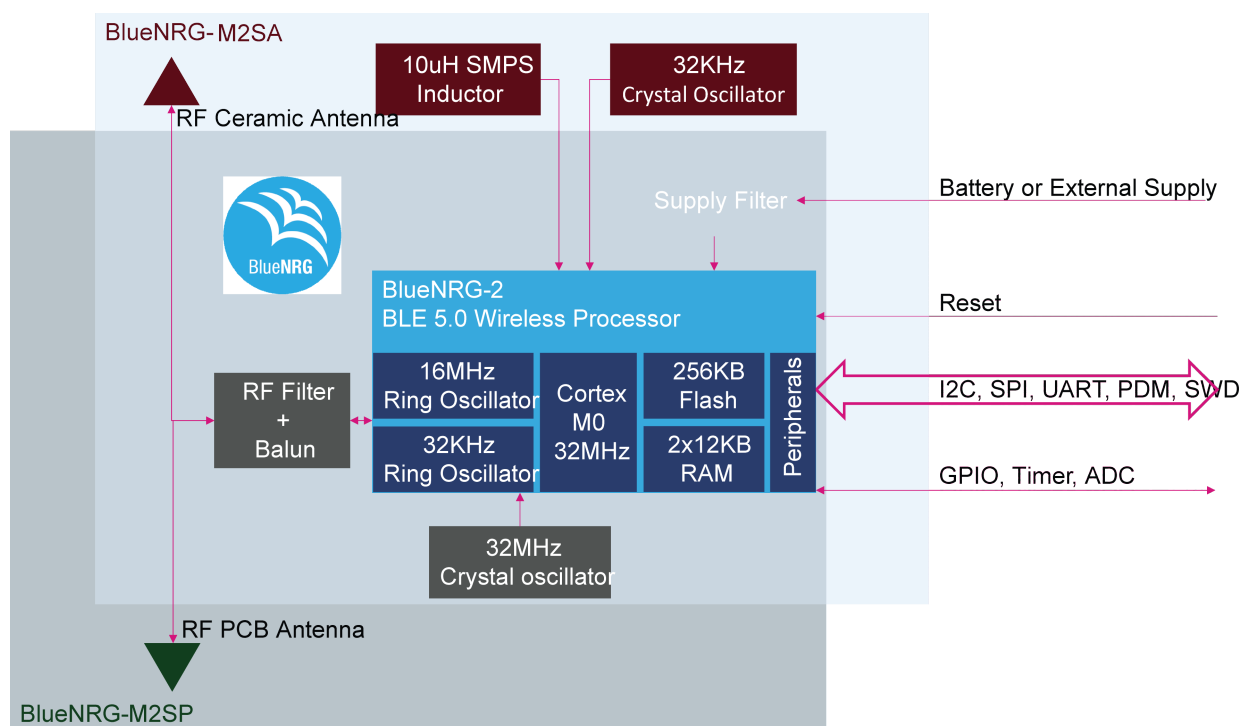 BlueNRG-M2SA
10uH SMPS
Inductor
32KHz
Crystal Oscillator
RF Ceramic Antenna
Battery or External Supply
Supply Filter
BlueNRG
BlueNRG-2
BLE 5.0 Wireless Processor
Reset
16MHz
Ring Oscillator
32KHz
Ring Oscillator
Cortex
M0
32MHz
256KB
Flash
2x12KB
RAM
Peripherals
I2C, SPI, UART, PDM, SWD
RF Filter
+
Balun
GPIO, Timer, ADC
32MHz
Crystal oscillator
RF PCB Antenna
BlueNRG-M2SP